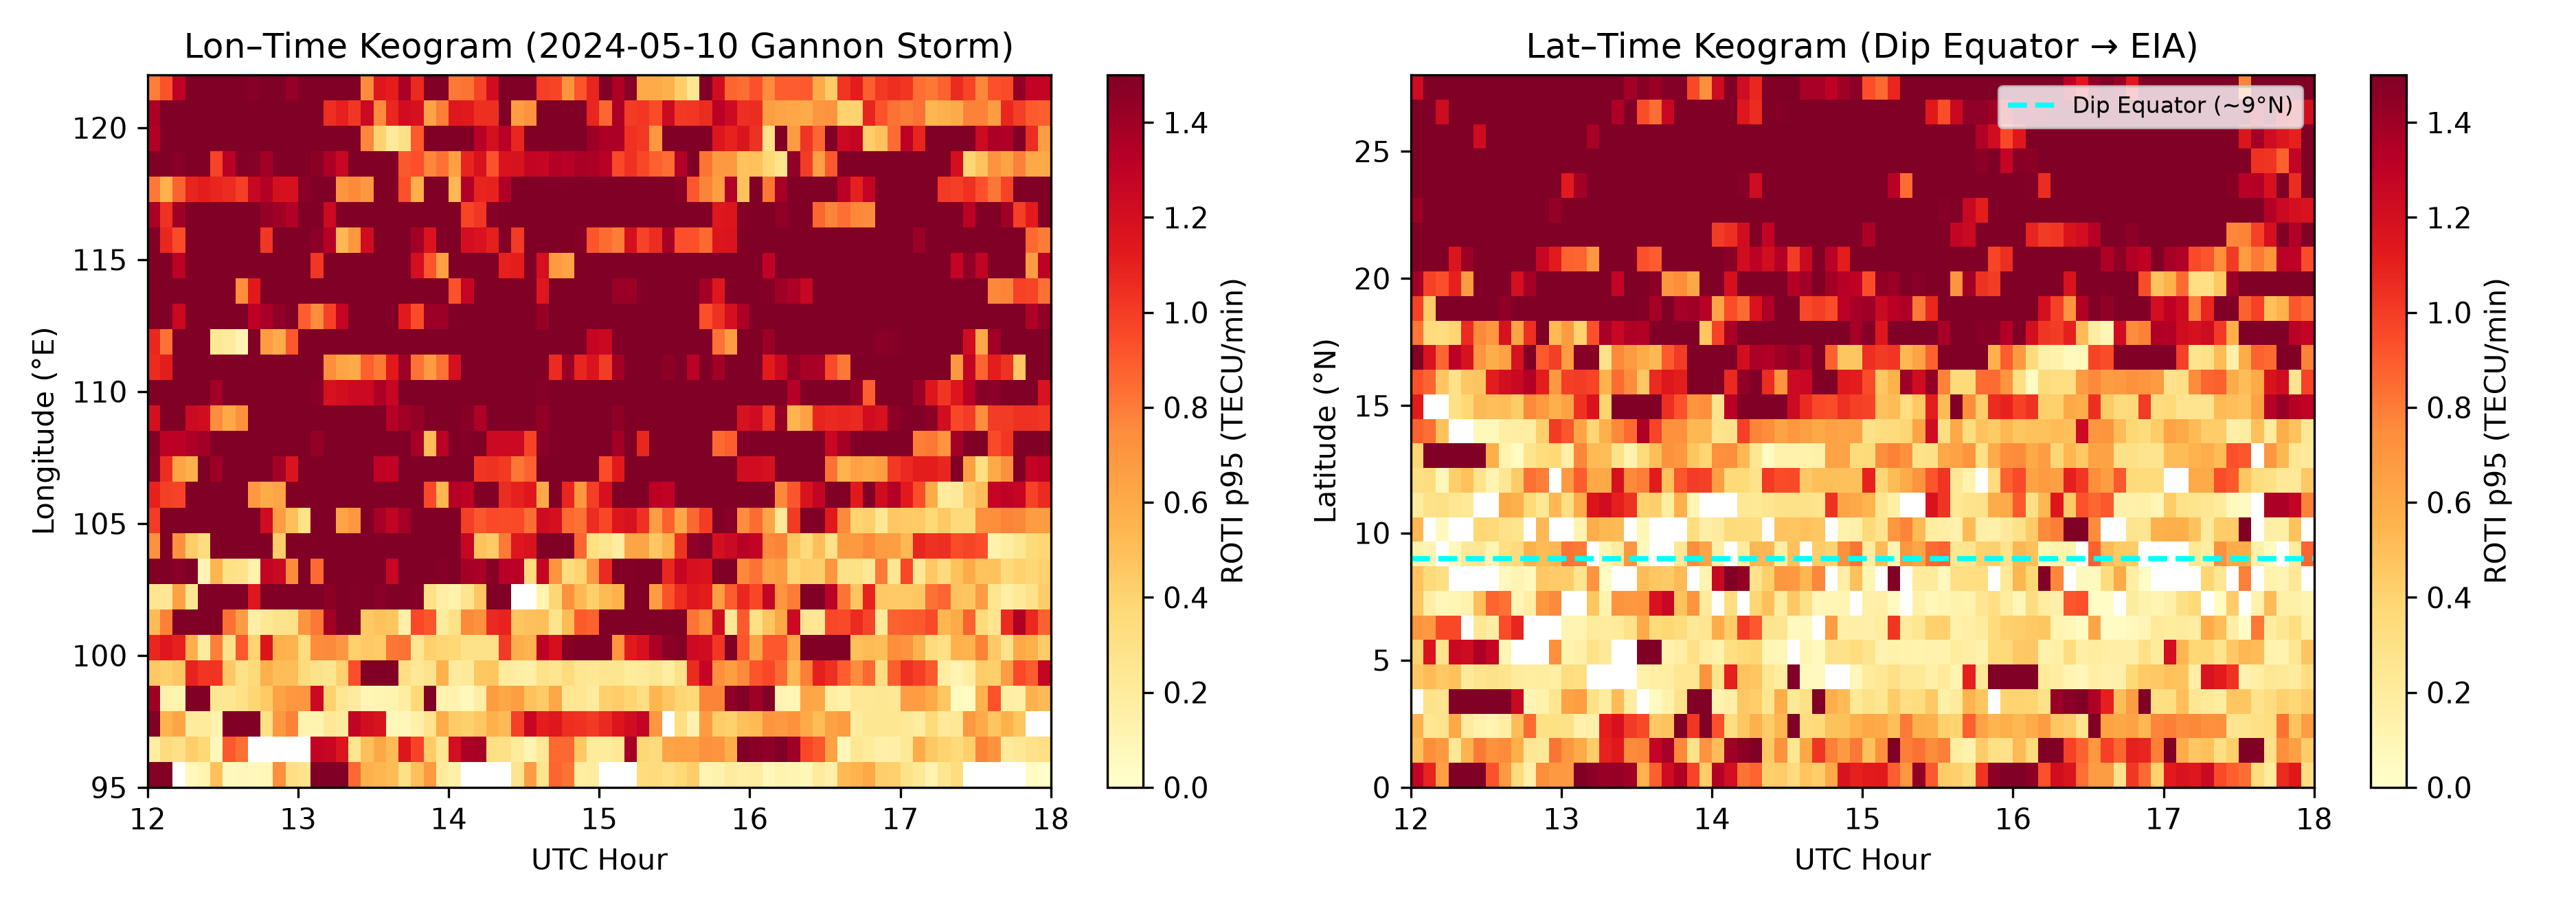 Lon–Time Keogram (2024-05-10 Gannon Storm)
Longitude (°E)
120
115
110
105
100
95
12 13 14 15 16 17 18
UTC Hour
1.4
1.2
1.0
0.8
0.6
0.4
0.2
0.0
ROTI p95 (TECU/min)
Lat–Time Keogram (Dip Equator → EIA)
Dip Equator (~9°N)
Latitude (°N)
25
20
15
10
5
0
12 13 14 15 16 17 18
UTC Hour
1.4
1.2
1.0
0.8
0.6
0.4
0.2
0.0
ROTI p95 (TECU/min)